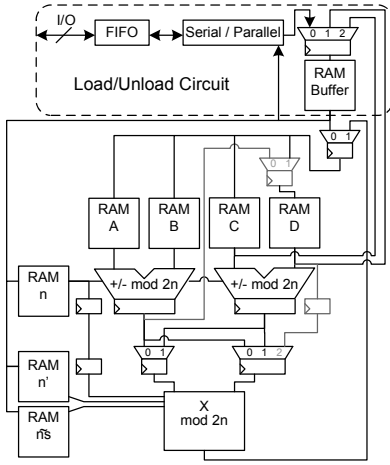 I/O
FIFO
Serial / Parallel
0 1 2
Load/Unload Circuit
RAM
Buffer
0 1
0 1
RAM
A
RAM
B
RAM
C
RAM
D
+/- mod 2n
+/- mod 2n
RAM
n
0 1
0 1 2
RAM
n'
X
mod 2n
RAM
ñs